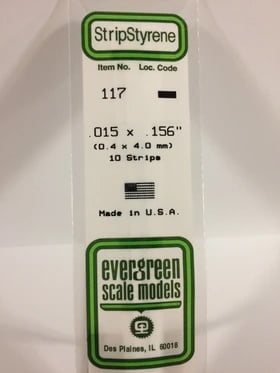 StripStyrene
Item No. Loc. Code
117
.015 x .156"
(0.4 x 4.0 mm)
10 Strips
Made in U.S.A.
evergreen
scale models
Des Plaines, IL 60018